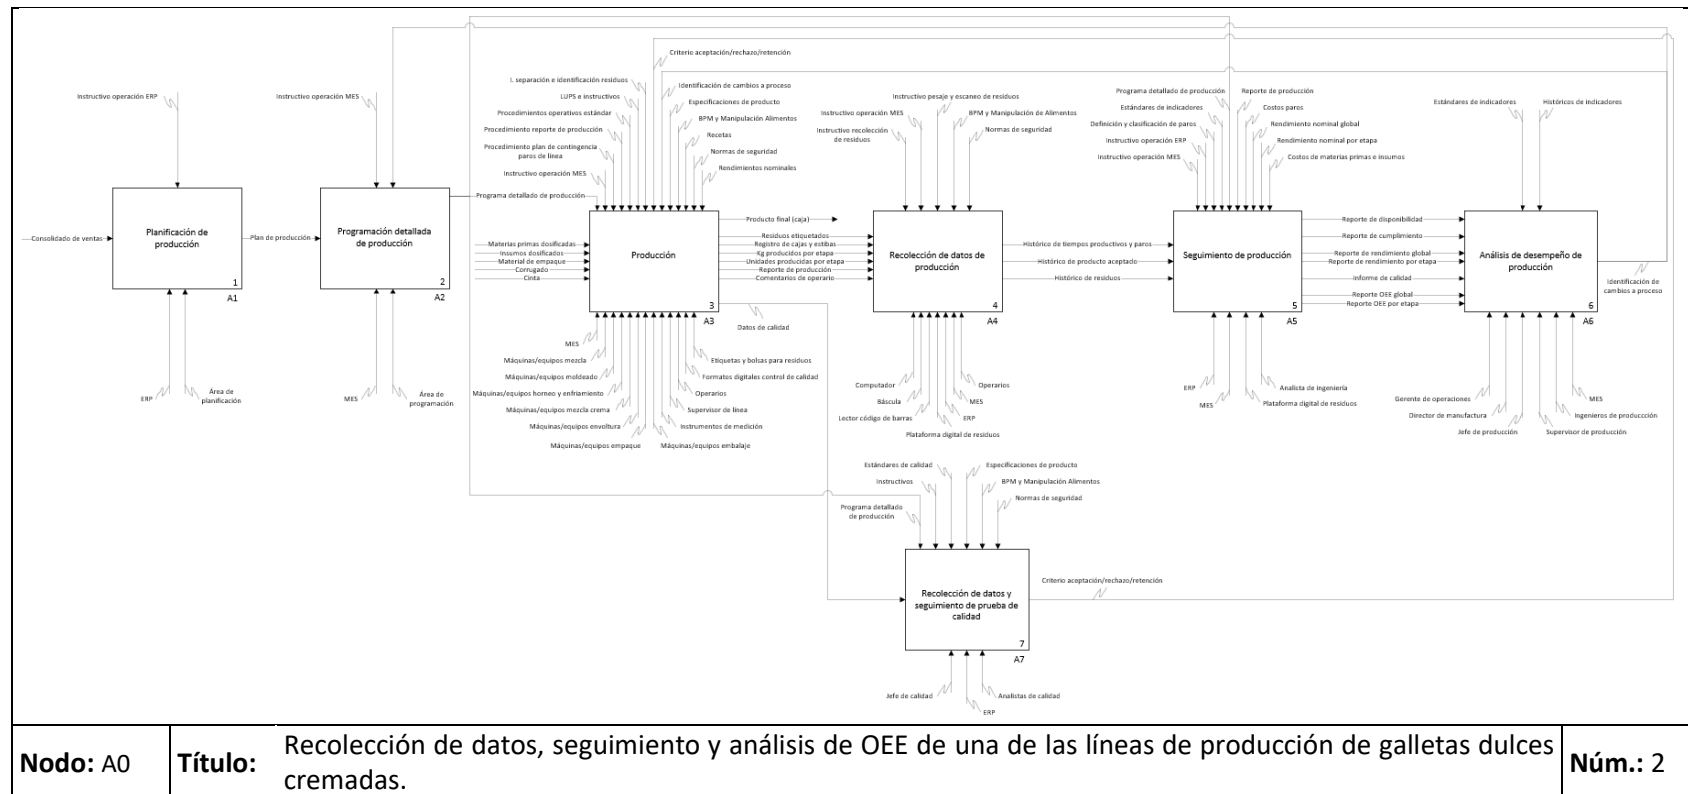 Criterio aceptación/rechazo/retención
I. separación e identificación residuos
Identificación de cambios a proceso
LUPS e instructivos
Especificaciones de producto
Procedimientos operativos estándar
BPM y Manipulación Alimentos
Procedimiento reporte de producción
Recetas
Procedimiento plan de contingencia
paros de línea
Normas de seguridad
Instructivo operación MES
Rendimientos nominales
Instructivo operación ERP
Instructivo operación MES
Instructivo pesaje y escaneo de residuos
Instructivo operación MES
BPM y Manipulación de Alimentos
Instructivo recolección
de residuos
Normas de seguridad
Programa detallado de producción
Reporte de producción
Estándares de indicadores
Costos paros
Definición y clasificación de paros
Rendimiento nominal global
Instructivo operación ERP
Rendimiento nominal por etapa
Instructivo operación MES
Costos de materias primas e insumos
Estándares de indicadores
Históricos de indicadores
Consolidado de ventas
Planificación de
producción
1
A1
Plan de producción
Programación detallada
de producción
2
A2
Programa detallado de producción
Materias primas dosificadas
Insumos dosificados
Material de empaque
Corrugado
Cinta
Producción
3
A3
Producto final (caja)
Residuos etiquetados
Registro de cajas y estibas
Kg producidos por etapa
Unidades producidas por etapa
Reporte de producción
Comentarios de operario
Datos de calidad
Recolección de datos de
producción
4
A4
Histórico de tiempos productivos y paros
Histórico de producto aceptado
Histórico de residuos
Seguimiento de producción
5
A5
Reporte de disponibilidad
Reporte de cumplimiento
Reporte de rendimiento global
Reporte de rendimiento por etapa
Informe de calidad
Reporte OEE global
Reporte OEE por etapa
Análisis de desempeño de
producción
6
A6
Identificación de
cambios a proceso
ERP
Área de
planificación
MES
Área de
programación
MES
Máquinas/equipos mezcla
Máquinas/equipos moldeado
Máquinas/equipos horneo y enfriamiento
Máquinas/equipos mezcla crema
Máquinas/equipos envoltura
Máquinas/equipos empaque
Etiquetas y bolsas para residuos
Formatos digitales control de calidad
Operarios
Supervisor de línea
Instrumentos de medición
Máquinas/equipos embalaje
Computador
Báscula
Lector código de barras
Plataforma digital de residuos
Operarios
MES
ERP
ERP
MES
Analista de ingeniería
Plataforma digital de residuos
Gerente de operaciones
Director de manufactura
Jefe de producción
MES
Ingenieros de produccción
Supervisor de producción
Estándares de calidad
Especificaciones de producto
Instructivos
BPM y Manipulación Alimentos
Programa detallado
de producción
Normas de seguridad
Recolección de datos y
seguimiento de prueba de
calidad
7
A7
Criterio aceptación/rechazo/retención
Jefe de calidad
Analistas de calidad
ERP
Nodo: A0
Título:
Recolección de datos, seguimiento y análisis de OEE de una de las líneas de producción de galletas dulces
cremadas.
Núm.: 2